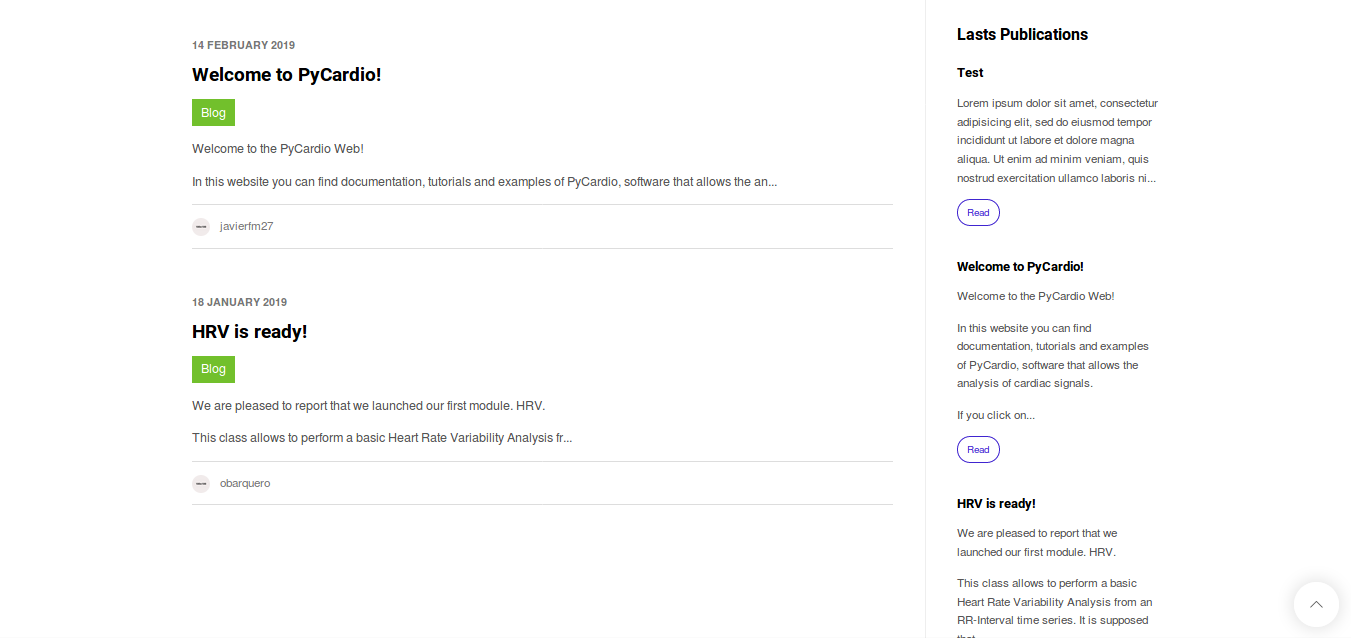 14 FEBRUARY 2019
Welcome to PyCardio!
Blog
Welcome to the PyCardio Web!
In this website you can find documentation, tutorials and examples of PyCardio, software that allows the an...
javierfm27
18 JANUARY 2019
HRV is ready!
Blog
We are pleased to report that we launched our first module. HRV.
This class allows to perform a basic Heart Rate Variability Analysis fr...
obarquero
Lasts Publications
Test
Lorem ipsum dolor sit amet, consectetur
adipisicing elit, sed do eiusmod tempor
incididunt ut labore et dolore magna
aliqua. Ut enim ad minim veniam, quis
nostrud exercitation ullamco laboris ni...
Read
Welcome to PyCardio!
Welcome to the PyCardio Web!
In this website you can find
documentation, tutorials and examples
of PyCardio, software that allows the
analysis of cardiac signals.
If you click on...
Read
HRV is ready!
We are pleased to report that we
launched our first module. HRV.
This class allows to perform a basic
Heart Rate Variability Analysis from an
RR-Interval time series. It is supposed